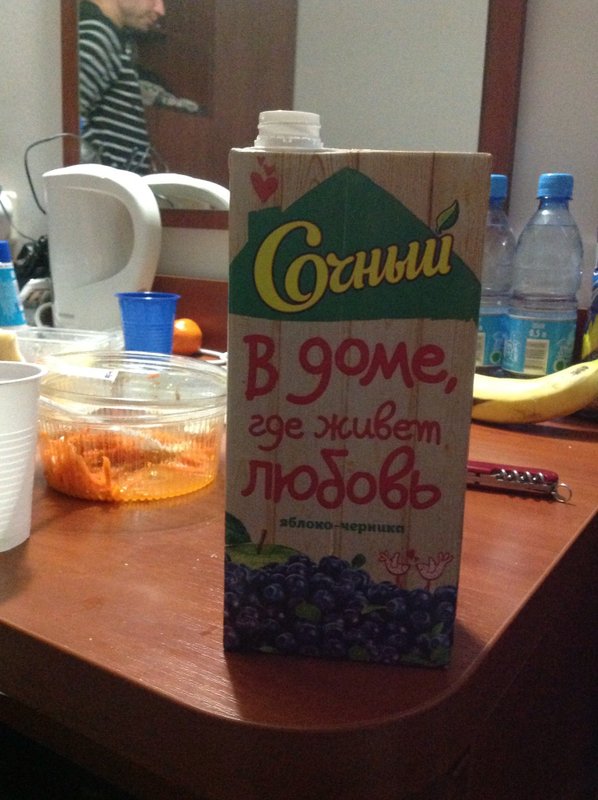 Сочный
В доме,
где живет
любовь
яблоко-черника